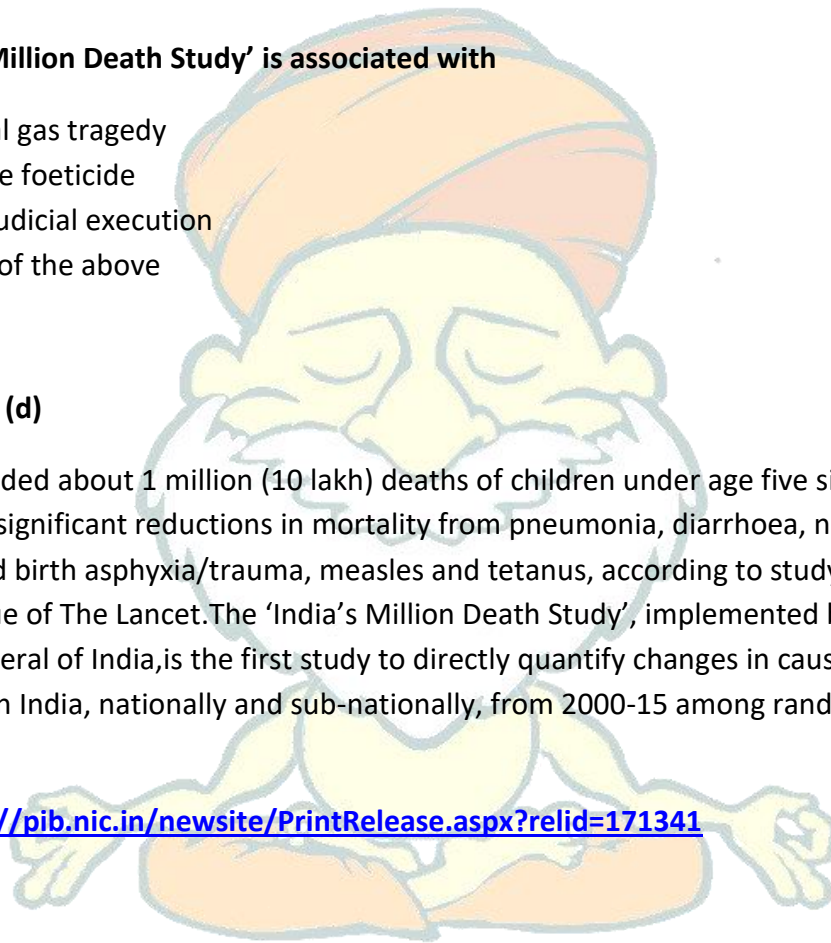 Million Death Study’ is associated with
l gas tragedy
e foeticide
udicial execution
of the above
(d)
ded about 1 million (10 lakh) deaths of children under age five si
significant reductions in mortality from pneumonia, diarrhoea, n
d birth asphyxia/trauma, measles and tetanus, according to study
ue of The Lancet.The ‘India’s Million Death Study’, implemented
eral of India,is the first study to directly quantify changes in caus
n India, nationally and sub-nationally, from 2000-15 among rand
//pib.nic.in/newsite/PrintRelease.aspx?relid=171341